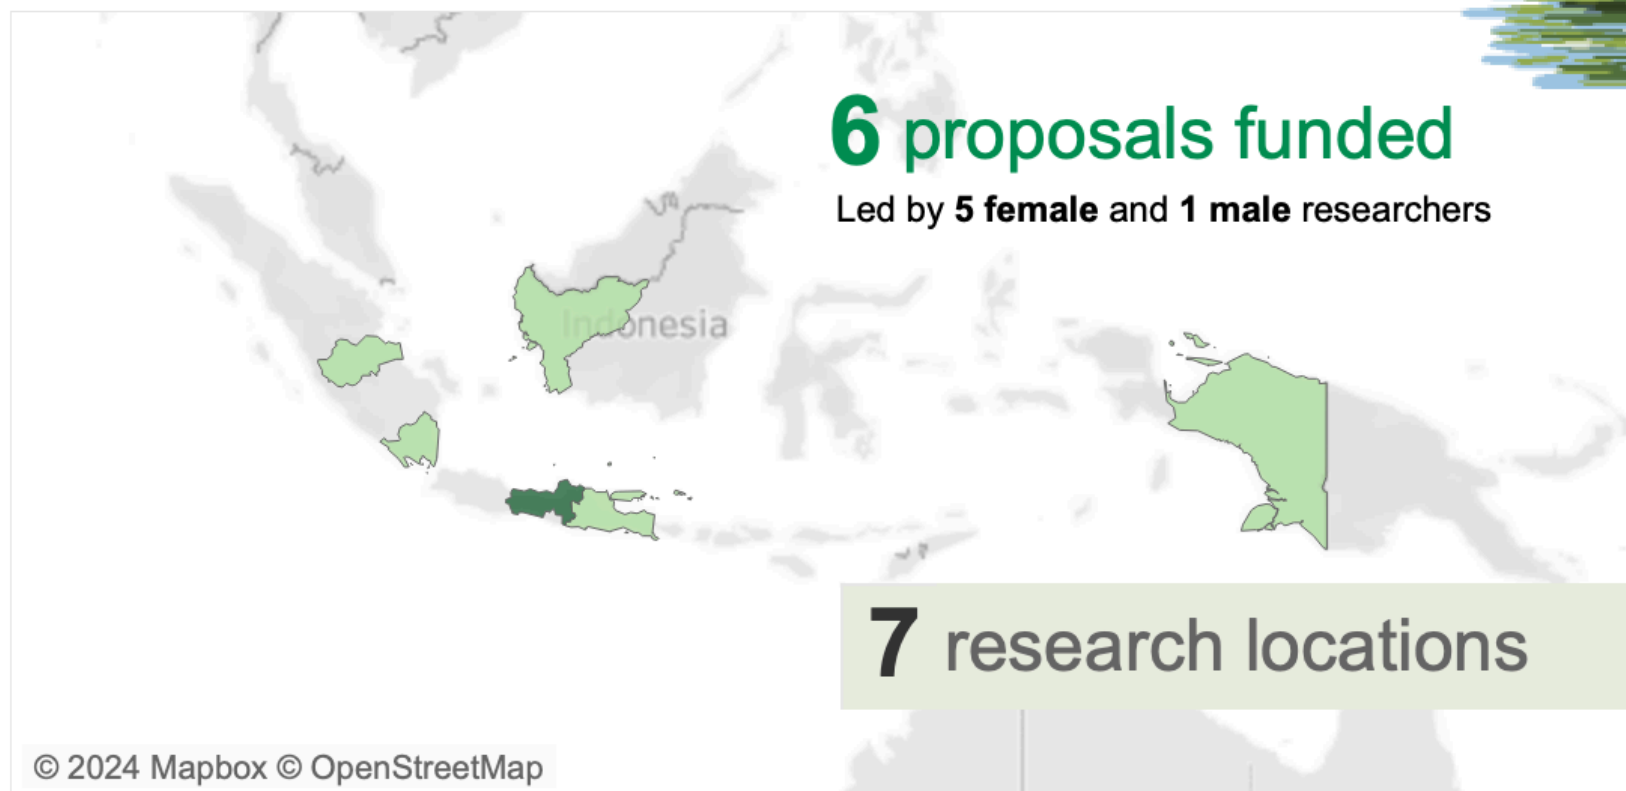 6 proposals funded
Led by 5 female and 1 male researchers
Indonesia
7 research locations
© 2024 Mapbox © OpenStreetMap